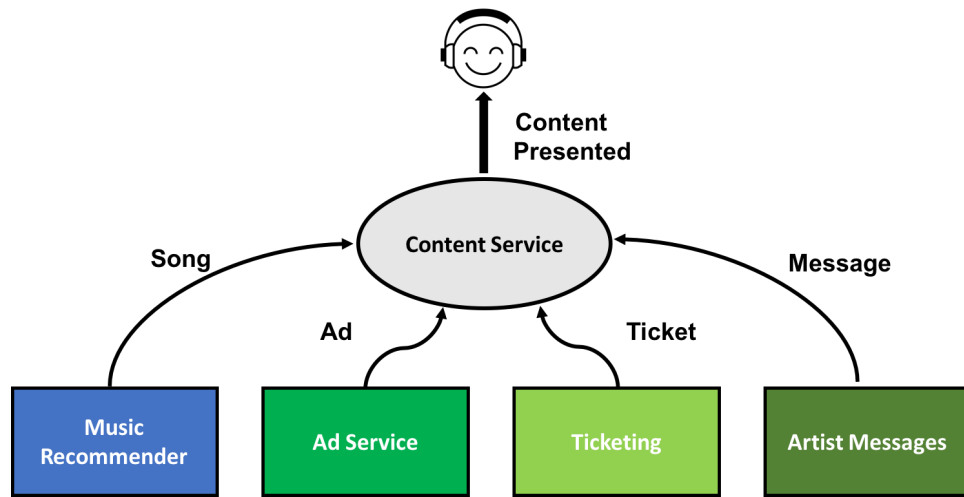 Content
Presented
Content Service
Song
Message
Ad
Ticket
Music
Recommender
Ad Service
Ticketing
Artist Messages